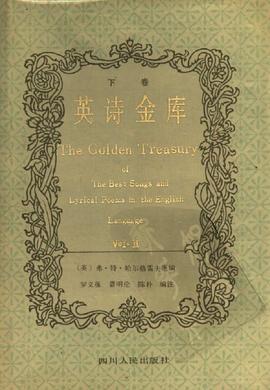 下卷
英诗金库
The Golden Treasury
of
The Best Songs and
Lyrical Poems in the English
Language
Vol·II
(英)弗·特·帕尔格雷夫原编
罗义蕴 曹明伦 陈朴 编注
四川人民出版社